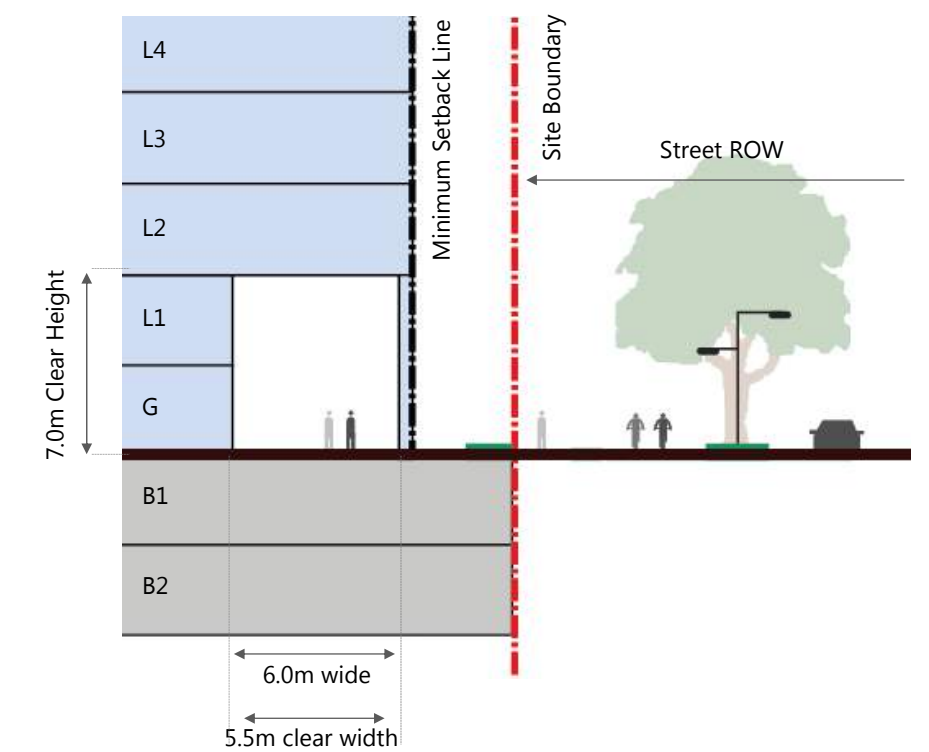 L4
Minimum Setback Line
Site Boundary
L3
Street ROW
L2
7.0m Clear Height
L1
G
B1
B2
6.0m wide
5.5m clear width